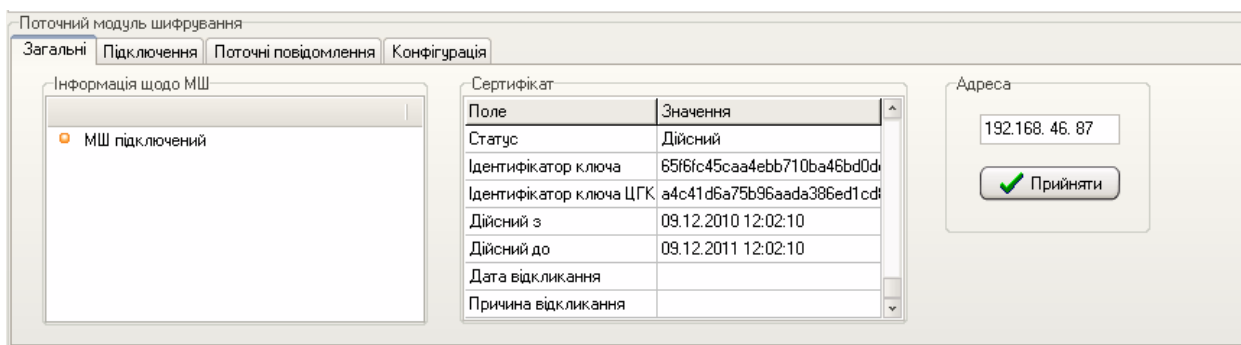 Поточний модуль шифрування
Загальні Підключення Поточні повідомлення Конфігурація
Інформація щодо МШ
МШ підключений
Сертифікат
Поле Значення
Статус Дійсний
Ідентифікатор ключа 65f6fc45caa4ebb710ba46bd0d
Ідентифікатор ключа ЦГК a4c41d6a75b96aada386ed1cd
Дійсний з 09.12.2010 12:02:10
Дійсний до 09.12.2011 12:02:10
Дата відкликання
Причина відкликання
Адреса
192.168. 46. 87
Прийняти